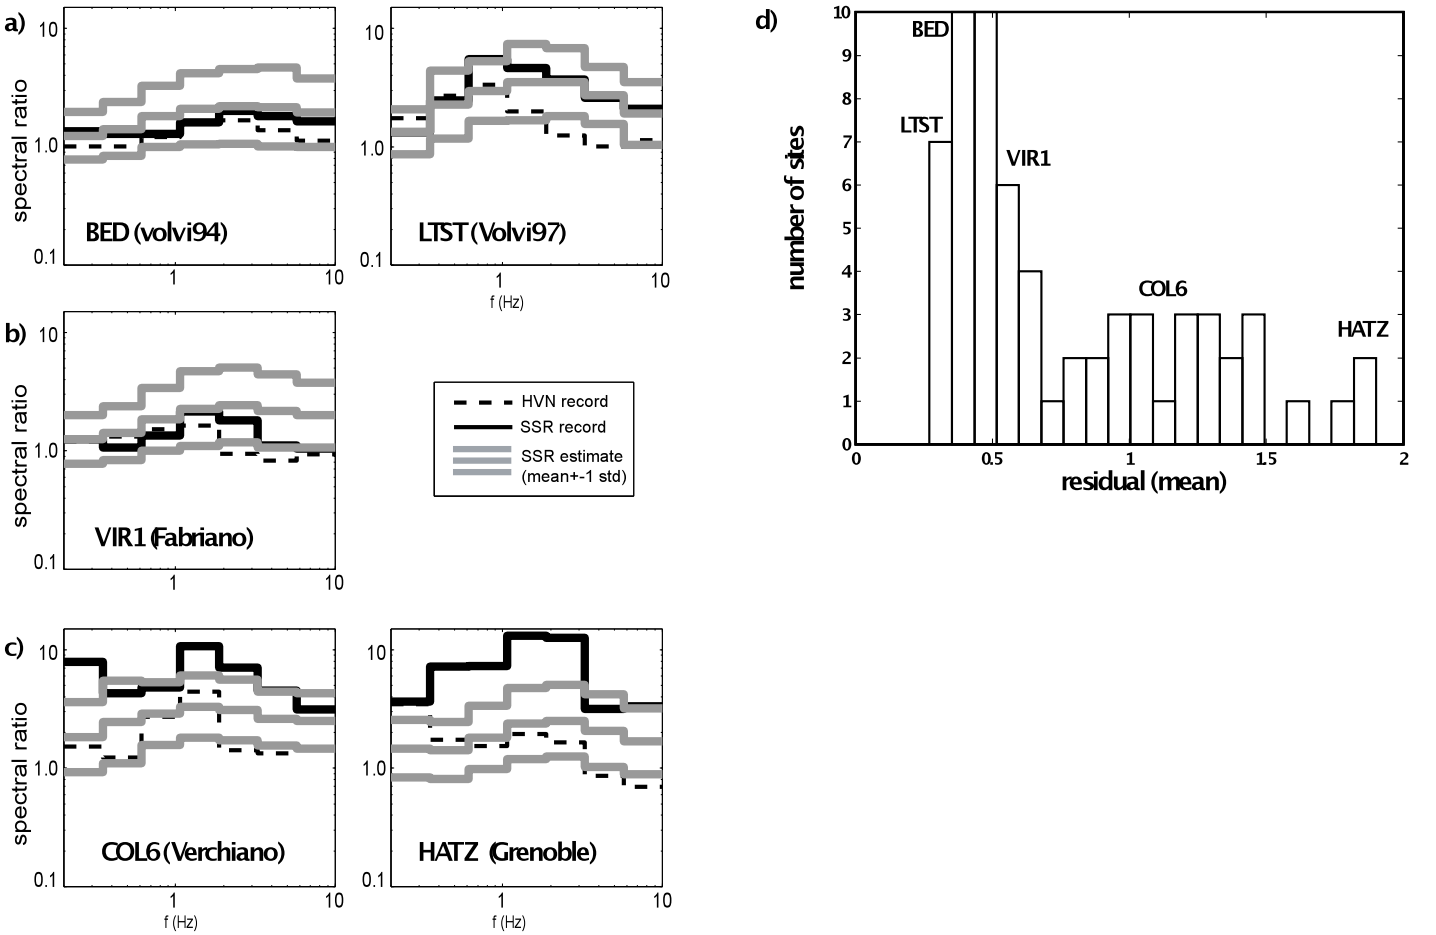 a)
10
1.0
0.1
spectral ratio
BED (volvi94)
1
10
10
1.0
0.1
LTST (Volvi97)
1
10
f (Hz)
b)
10
1.0
0.1
spectral ratio
VIR1 (Fabriano)
1
10
HVN record
SSR record
SSR estimate
(mean+-1 std)
c)
10
1.0
0.1
spectral ratio
COL6 (Verchiano)
1
10
f (Hz)
10
1.0
0.1
HATZ (Grenoble)
1
10
f (Hz)
d)
10
9
8
7
6
5
4
3
2
1
0
number of sites
BED
LTST
VIR1
COL6
HATZ
0
0.5
1
1.5
2
residual (mean)